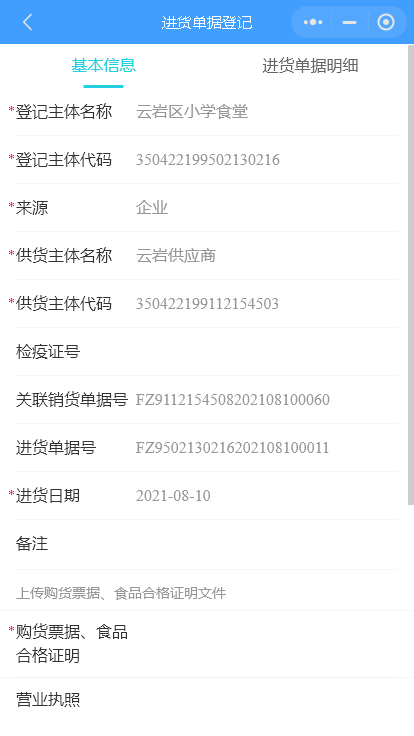 进货单据登记
基本信息 进货单据明细
*登记主体名称 云岩区小学食堂
*登记主体代码 350422199502130216
*来源 企业
*供货主体名称 云岩供应商
*供货主体代码 350422199112154503
检疫证号
关联销货单据号 FZ9112154508202108100060
进货单据号 FZ9502130216202108100011
*进货日期 2021-08-10
备注
上传购货票据、食品合格证明文件
*购货票据、食品
合格证明
营业执照